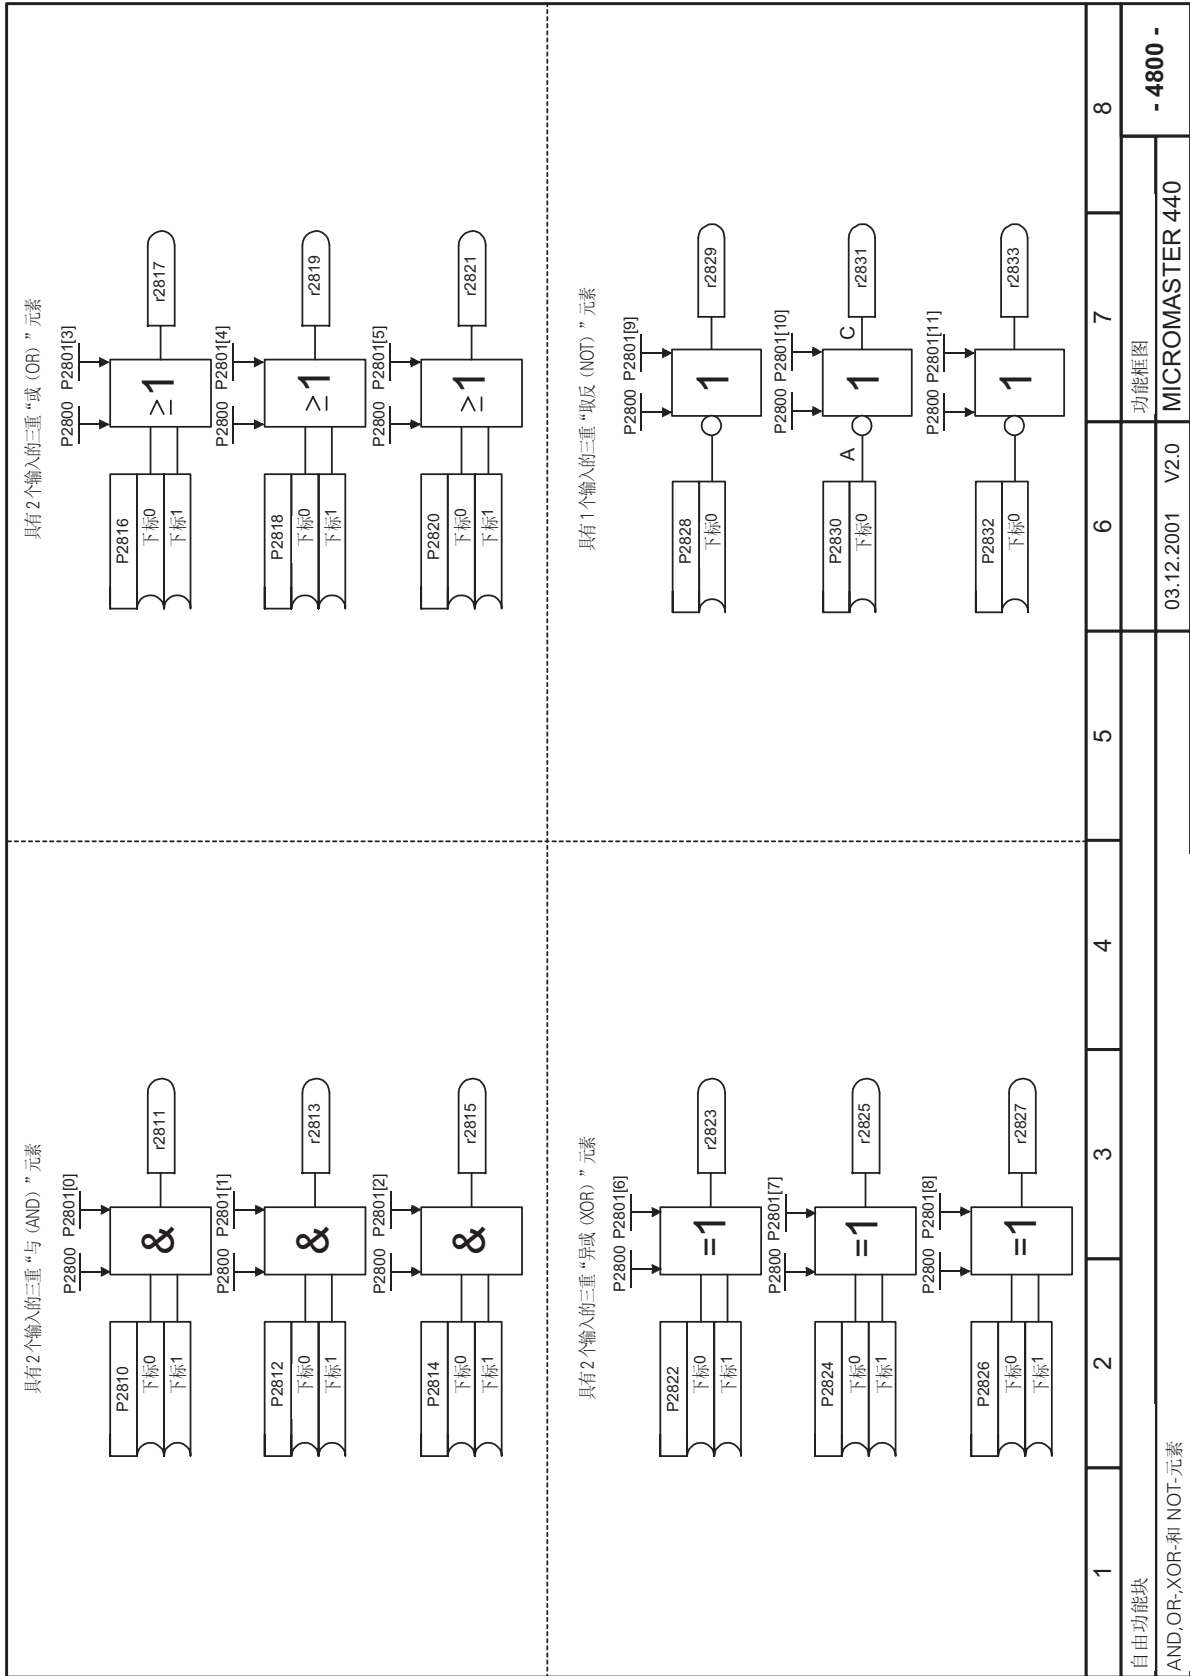 具有2个输入的三重“与（AND）”元素
P2800 P2801[0]
P2810
下标0
下标1
&
r2811
P2800 P2801[1]
P2812
下标0
下标1
&
r2813
P2800 P2801[2]
P2814
下标0
下标1
&
r2815
具有2个输入的三重“或（OR）”元素
P2800 P2801[3]
P2816
下标0
下标1
≥1
r2817
P2800 P2801[4]
P2818
下标0
下标1
≥1
r2819
P2800 P2801[5]
P2820
下标0
下标1
≥1
r2821
具有2个输入的三重“异或（XOR）”元素
P2800 P2801[6]
P2822
下标0
下标1
=1
r2823
P2800 P2801[7]
P2824
下标0
下标1
=1
r2825
P2800 P2801[8]
P2826
下标0
下标1
=1
r2827
具有1个输入的三重“取反（NOT）”元素
P2800 P2801[9]
P2828
下标0
1
r2829
P2800 P2801[10]
P2830
下标0
A
1
C
r2831
P2800 P2801[11]
P2832
下标0
1
r2833
1 2 3 4 5 6 7 8
自由功能块
功能框图
- 4800 -
AND,OR-,XOR-和 NOT-元素
03.12.2001 V2.0
MICROMASTER 440